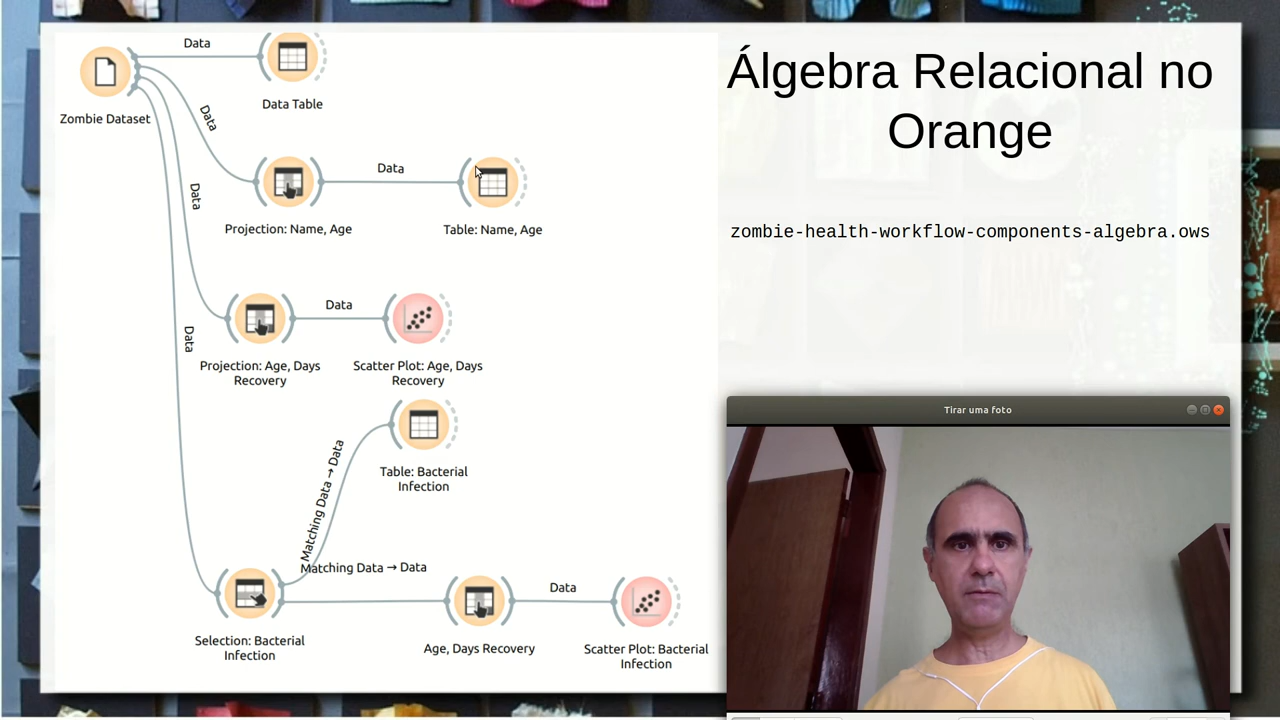 Álgebra Relacional no
Orange
zombie-health-workflow-components-algebra.ows
Data
Zombie Dataset
Data Table
Data
Data
Projection: Name, Age
Table: Name, Age
Data
Data
Projection: Age, Days
Recovery
Scatter Plot: Age, Days
Recovery
Data
Table: Bacterial
Infection
Matching Data → Data
Matching Data → Data
Data
Selection: Bacterial
Infection
Age, Days Recovery
Scatter Plot: Bacterial
Infection
Tirar uma foto